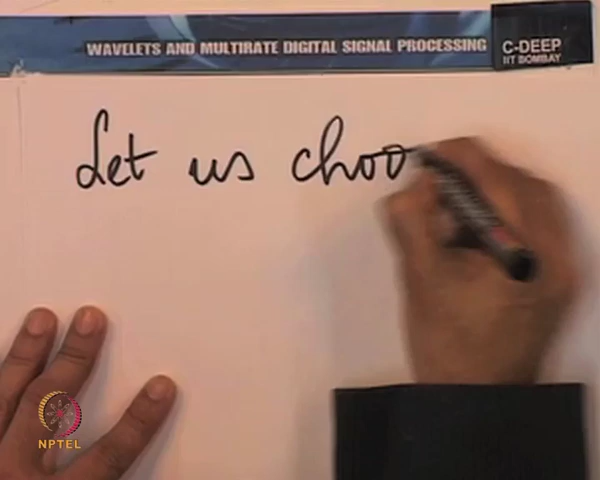 WAVELETS AND MULTIRATE DIGITAL SIGNAL PROCESSING
C-DEEP
IIT BOMBAY
Let us choo
NPTEL